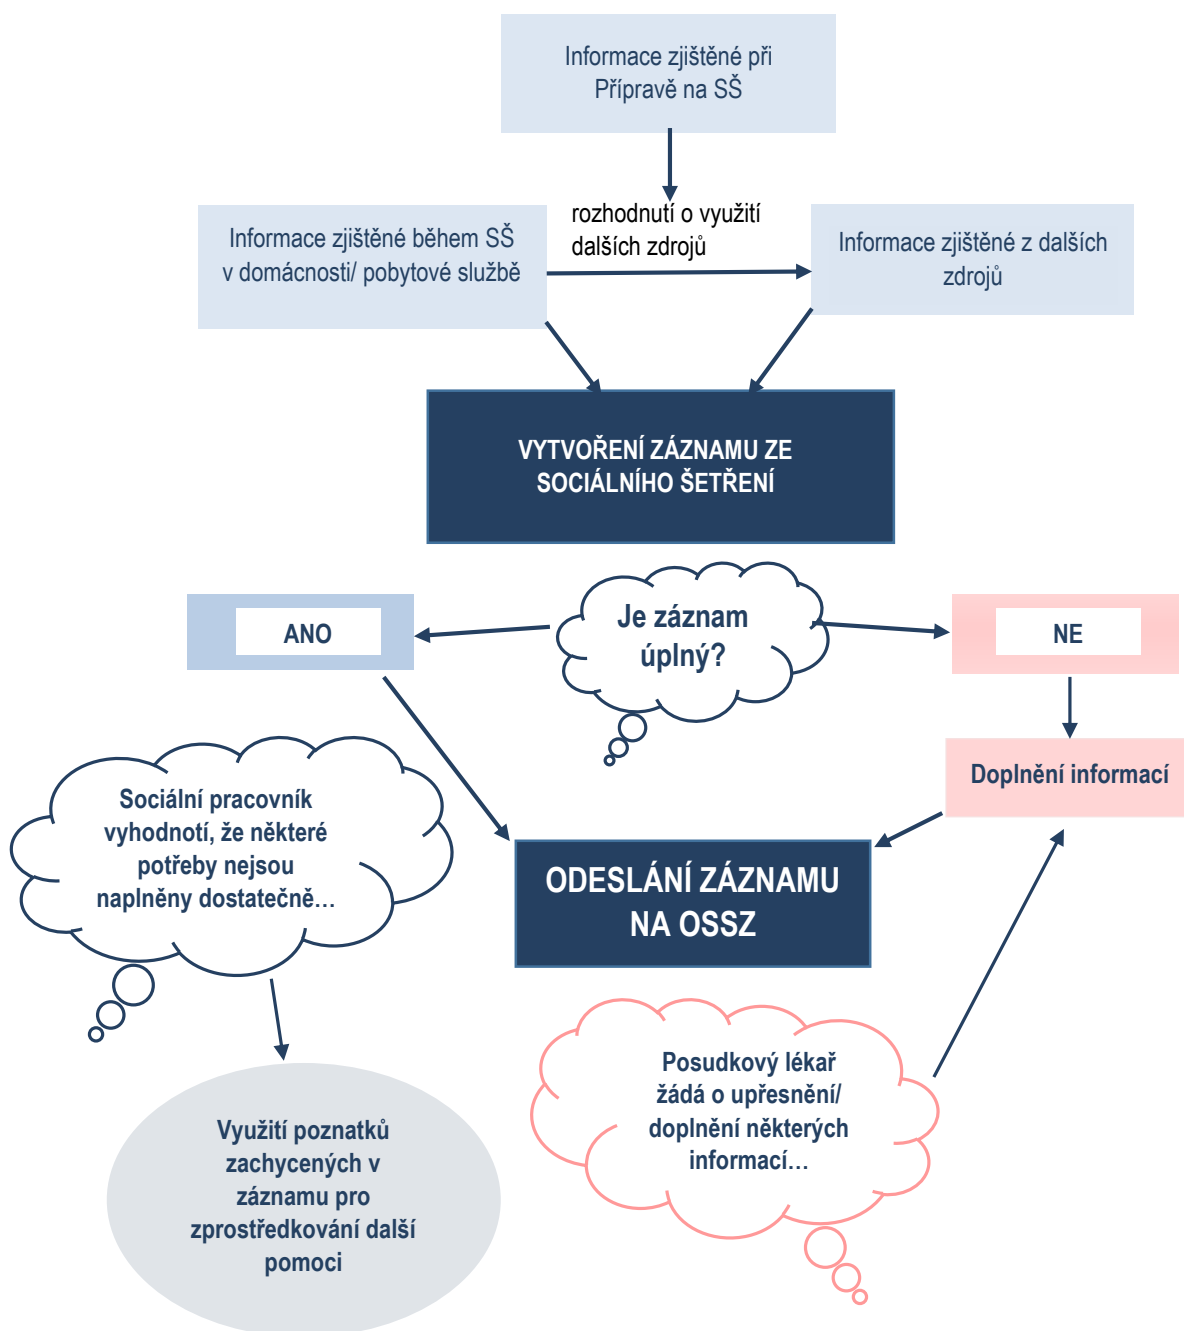 Informace zjištěné při
Přípravě na SŠ
rozhodnutí o využití
dalších zdrojů
Informace zjištěné během SŠ
v domácnosti/ pobytové službě
Informace zjištěné z dalších
zdrojů
VYTVOŘENÍ ZÁZNAMU ZE
SOCIÁLNÍHO ŠETŘENÍ
Je záznam
úplný?
ANO
NE
Doplnění informací
Sociální pracovník
vyhodnotí, že některé
potřeby nejsou
naplněny dostatečně…
ODESLÁNÍ ZÁZNAMU
NA OSSZ
Posudkový lékař
žádá o upřesnění/
doplnění některých
informací…
Využití poznatků
zachycených v
záznamu pro
zprostředkování další
pomoci